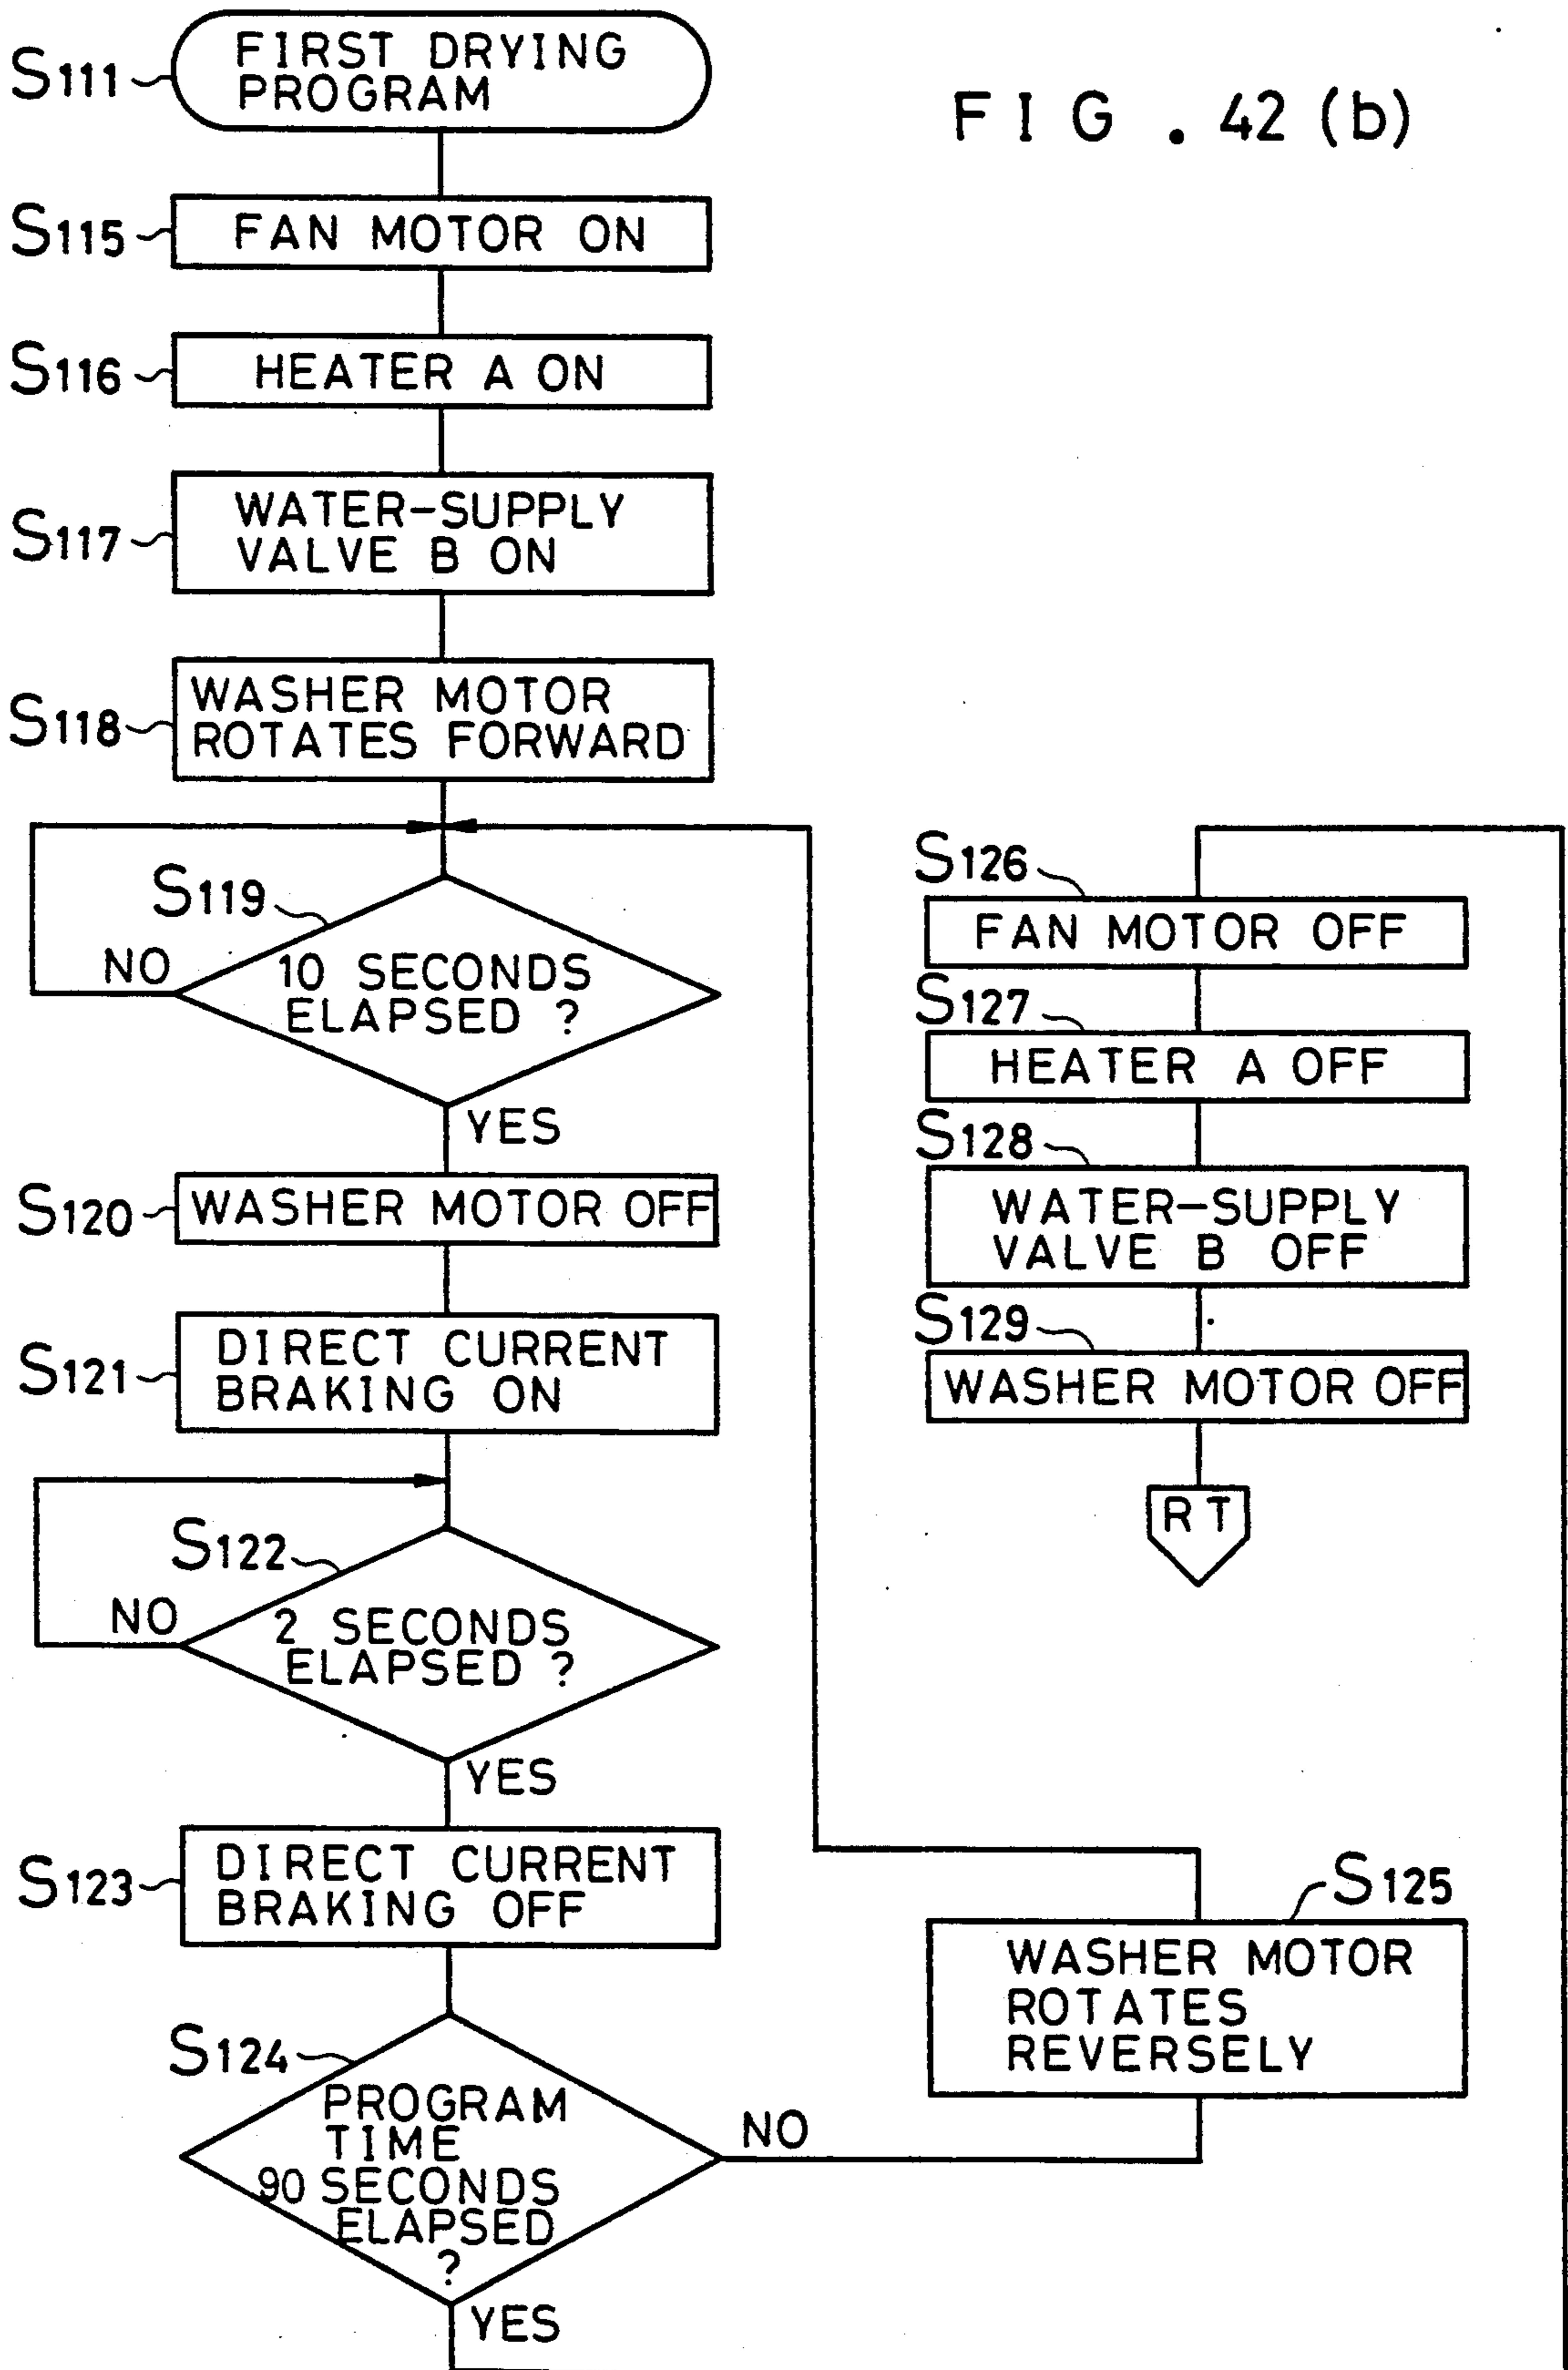 FIG. 42 (b)
S111
FIRST DRYING
PROGRAM
S115
FAN MOTOR ON
S116
HEATER A ON
S117
WATER-SUPPLY
VALVE B ON
S118
WASHER MOTOR
ROTATES FORWARD
S119
NO
10 SECONDS
ELAPSED ?
YES
S120
WASHER MOTOR OFF
S121
DIRECT CURRENT
BRAKING ON
S122
NO
2 SECONDS
ELAPSED ?
YES
S123
DIRECT CURRENT
BRAKING OFF
S124
PROGRAM
TIME
90 SECONDS
ELAPSED
?
NO
YES
S125
WASHER MOTOR
ROTATES
REVERSELY
S126
FAN MOTOR OFF
S127
HEATER A OFF
S128
WATER-SUPPLY
VALVE B OFF
S129
WASHER MOTOR OFF
RT